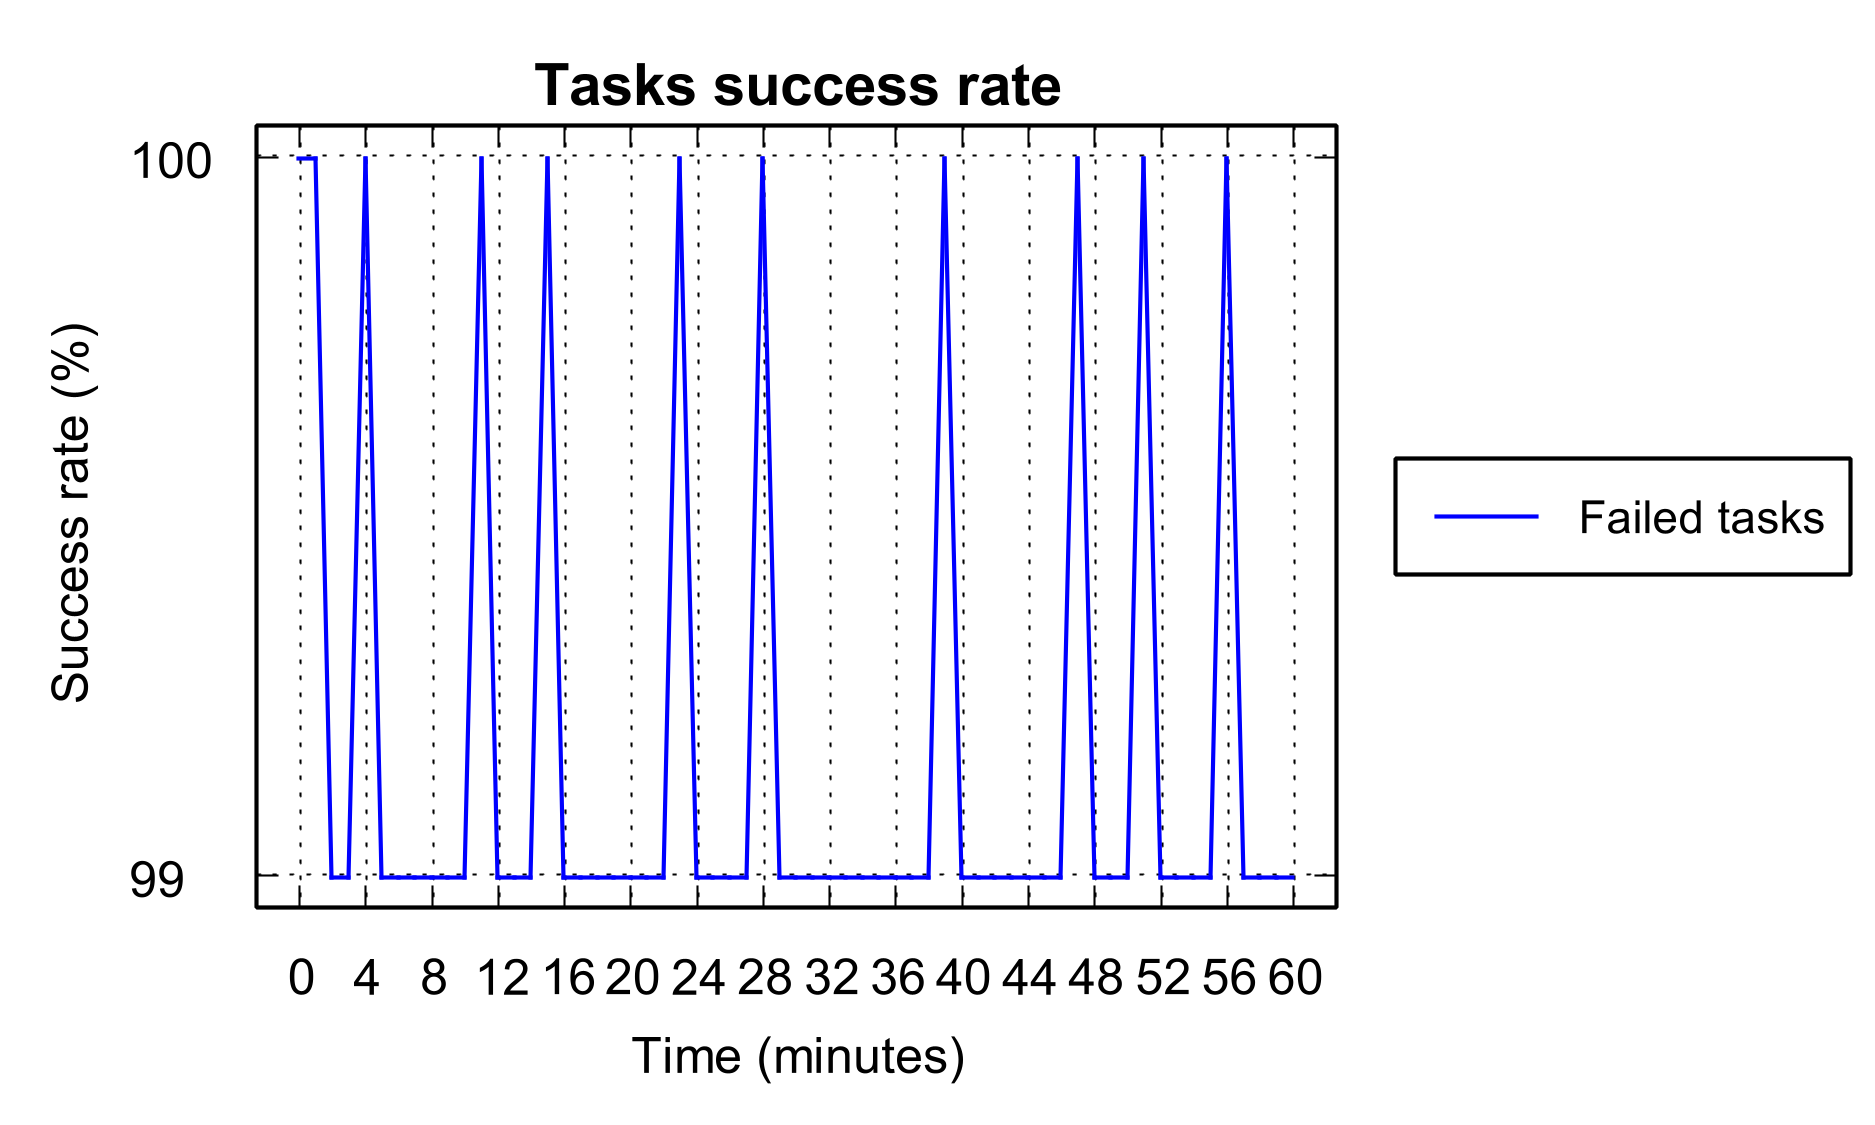 Tasks success rate
100
99
Success rate (%)
0 4 8 12 16 20 24 28 32 36 40 44 48 52 56 60
Time (minutes)
Failed tasks